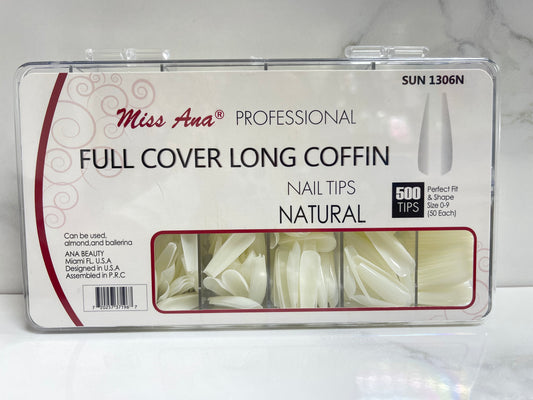 SUN 1306N
Miss Ana® PROFESSIONAL
FULL COVER LONG COFFIN
NAIL TIPS
NATURAL
500
TIPS
Perfect Fit
& Shape
Size 0-9
(50 Each)
Can be used,
almond,and ballerina
ANA BEAUTY
Miami FL, U.S.A
Designed in U.S.A
Assembled in P.R.C